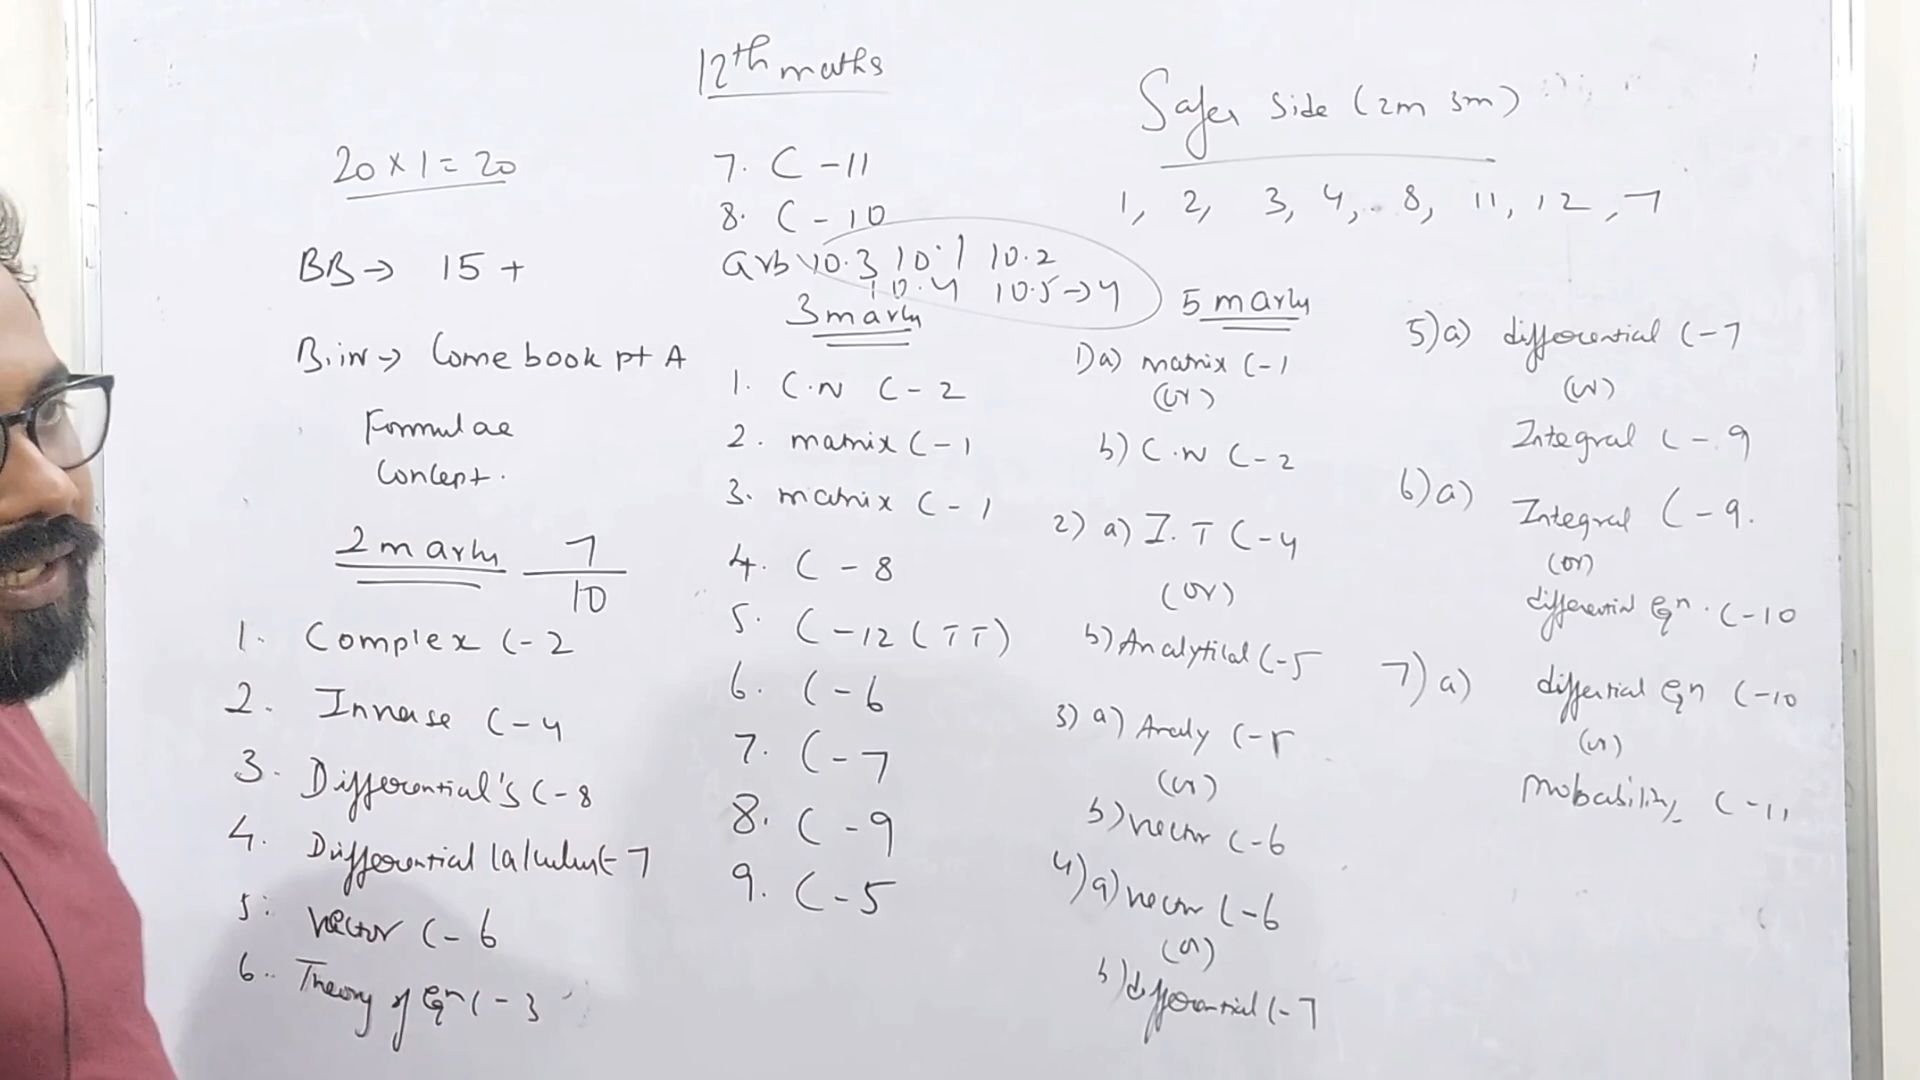 12th maths
20 x 1 = 20
BB → 15 +
B.in → Come book pt A
Formulae
Concept.
2 mark 7/10
1. Complex C-2
2. Inverse C-4
3. Differential's C-8
4. Differential Calculus C-7
5. Vector C-6
6. Theory of Eqn C-3
7. C-11
8. C-10
10.3 10.1 10.2
10.4 10.5 → 4
3 mark
1. C.N C-2
2. matrix C-1
3. matrix C-1
4. C-8
5. C-12 (TT)
6. C-6
7. C-7
8. C-9
9. C-5
Safer Side (2m 3m)
1, 2, 3, 4, 8, 11, 12, 7
5 mark
1) a) matrix C-1
(or)
b) C.N C-2
2) a) I.T C-4
(or)
b) Analytical C-5
3) a) Analy C-5
(or)
b) vector C-6
4) a) vector C-6
(or)
b) differential C-7
5) a) differential C-7
(or)
Integral C-9
6) a) Integral C-9.
(or)
differential Eqn. C-10
7) a) differtial Eqn C-10
(or)
Probability C-11